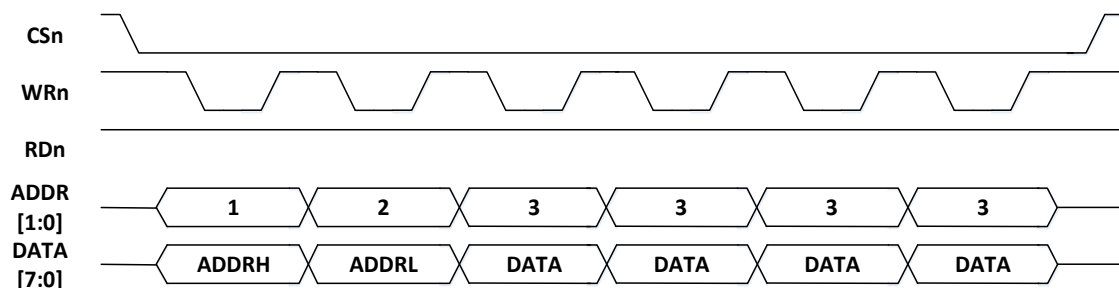 CSn
WRn
RDn
ADDR
[1:0]
1 2 3 3 3 3
DATA
[7:0]
ADDRH ADDRL DATA DATA DATA DATA